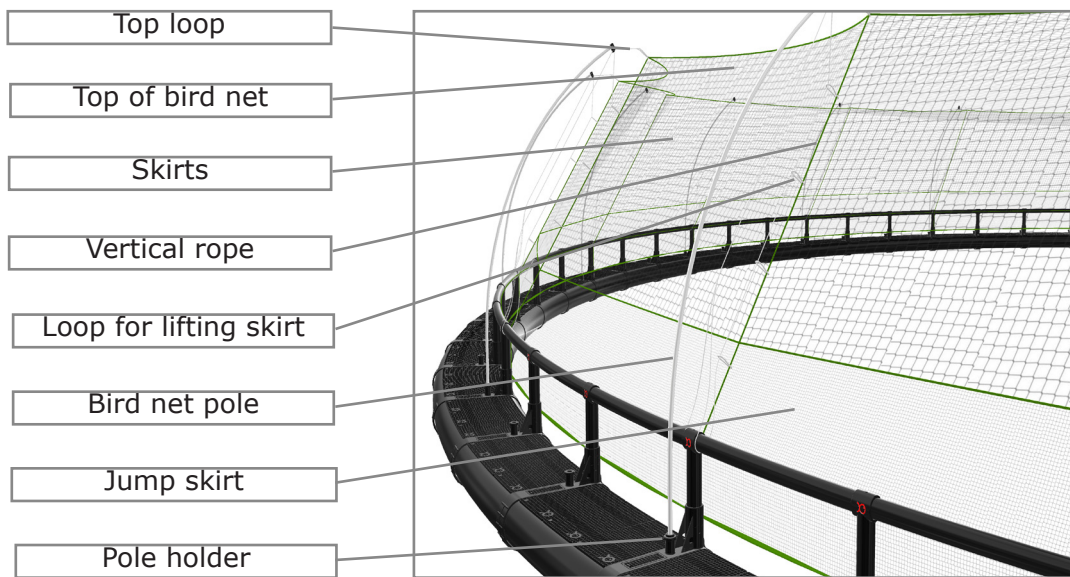 Top loop
Top of bird net
Skirts
Vertical rope
Loop for lifting skirt
Bird net pole
Jump skirt
Pole holder